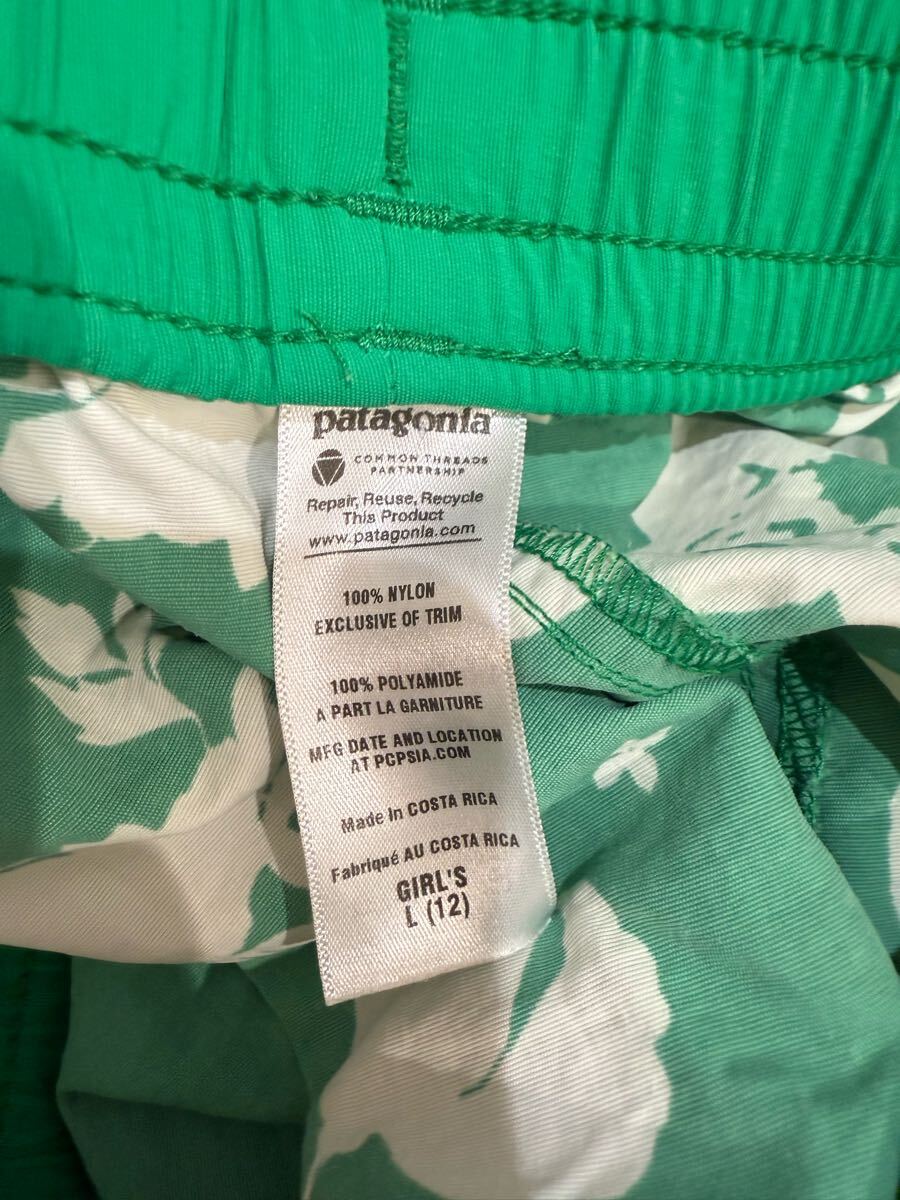 patagonia
COMMON THREADS
PARTNERSHIP
Repair, Reuse, Recycle
This Product
www.patagonia.com
100% NYLON
EXCLUSIVE OF TRIM
100% POLYAMIDE
A PART LA GARNITURE
MFG DATE AND LOCATION
AT PCPSIA.COM
Made in COSTA RICA
Fabriqué AU COSTA RICA
GIRL'S
L (12)